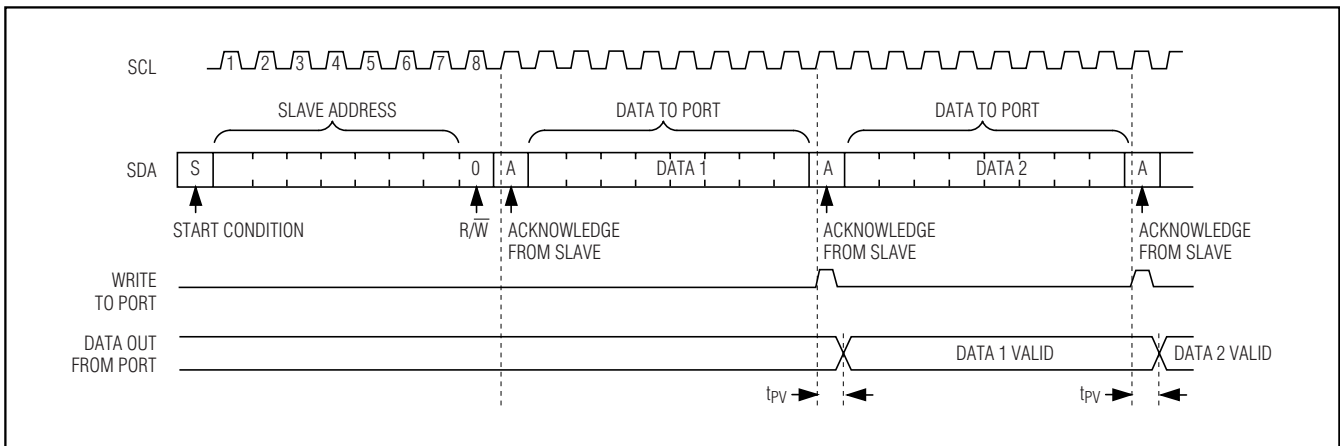 SCL
1 2 3 4 5 6 7 8
SLAVE ADDRESS
DATA TO PORT
DATA TO PORT
SDA
S
0
A
DATA 1
A
DATA 2
A
START CONDITION
R/W̅
ACKNOWLEDGE
FROM SLAVE
ACKNOWLEDGE
FROM SLAVE
ACKNOWLEDGE
FROM SLAVE
WRITE
TO PORT
DATA OUT
FROM PORT
DATA 1 VALID
DATA 2 VALID
tPV
tPV